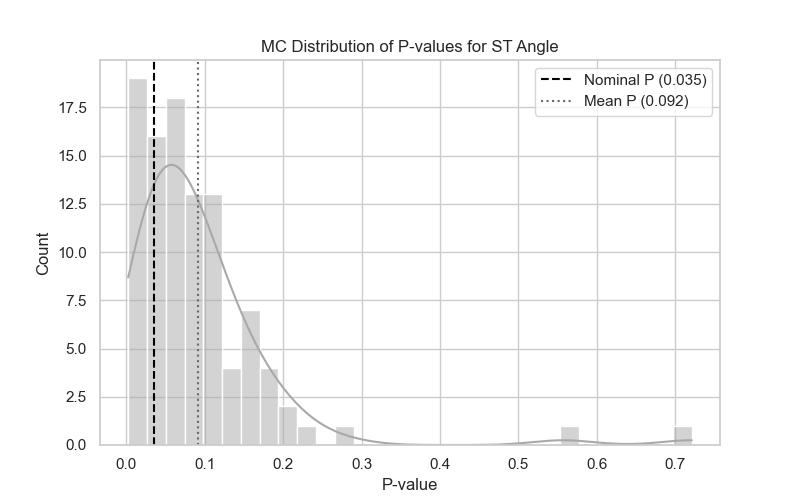 MC Distribution of P-values for ST Angle
Nominal P (0.035)
Mean P (0.092)
17.5
15.0
12.5
10.0
7.5
5.0
2.5
0.0
Count
0.0 0.1 0.2 0.3 0.4 0.5 0.6 0.7
P-value